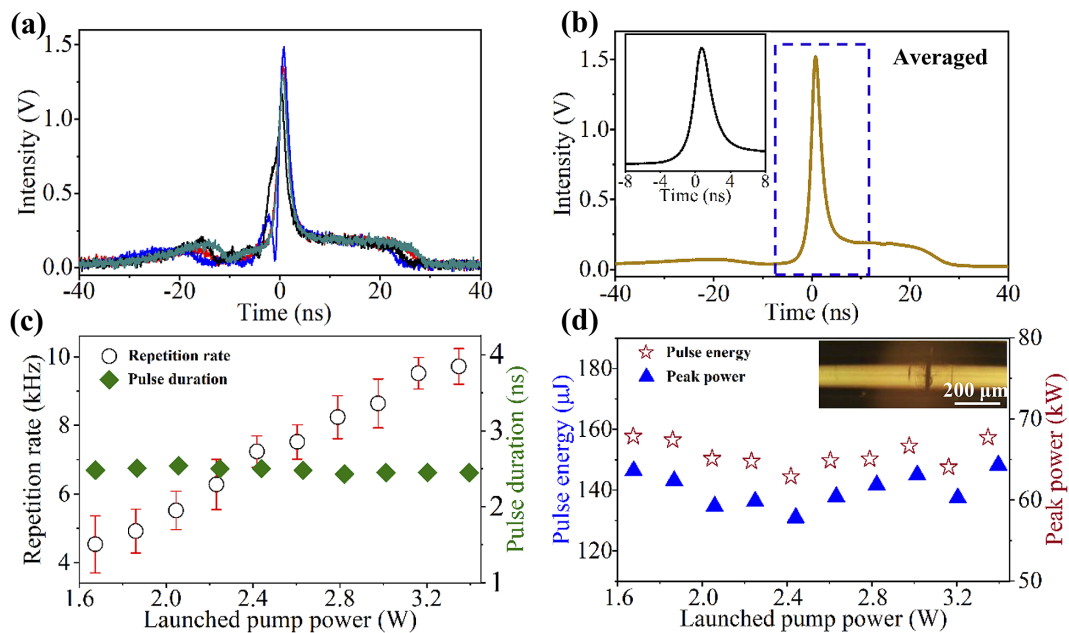 (a)
1.5
1.0
0.5
0.0
Intensity (V)
-40
-20
0
20
40
Time (ns)
(b)
1.5
1.0
0.5
0.0
Intensity (V)
Averaged
-8
-4
0
4
8
Time (ns)
-40
-20
0
20
40
Time (ns)
(c)
10
8
6
4
Repetition rate (kHz)
Repetition rate
Pulse duration
4
3
2
1
Pulse duration (ns)
1.6
2.0
2.4
2.8
3.2
Launched pump power (W)
(d)
180
160
140
120
Pulse energy (μJ)
Pulse energy
Peak power
200 μm
80
70
60
50
Peak power (kW)
1.6
2.0
2.4
2.8
3.2
Launched pump power (W)